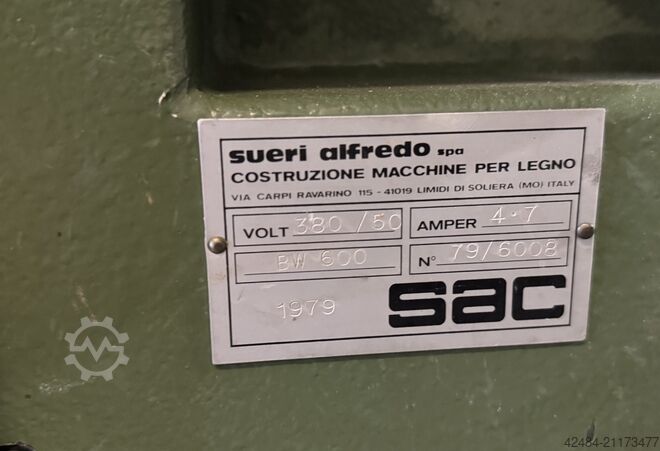 sueri alfredo spa
COSTRUZIONE MACCHINE PER LEGNO
VIA CARPI RAVARINO 115 - 41019 LIMIDI DI SOLIERA (MO) ITALY
VOLT 380/50 AMPER 4.7
BW 600 N° 79/6008
1979 sac
42484-21173477